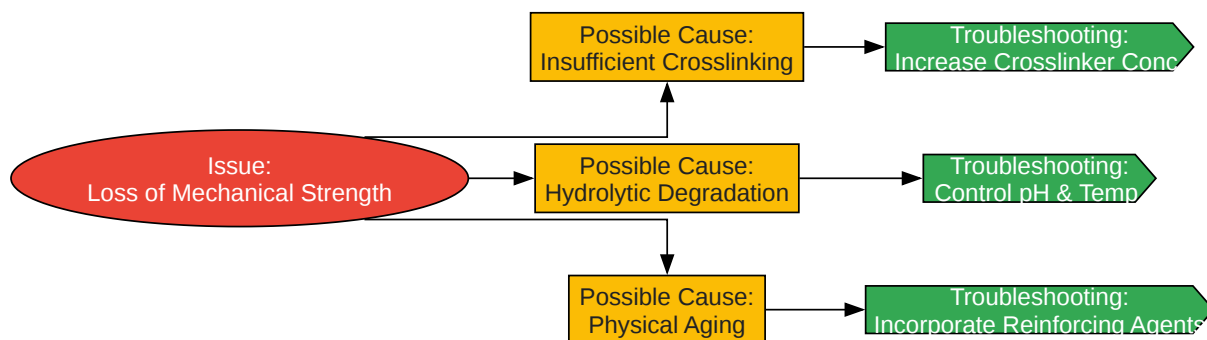 Possible Cause:
Insufficient Crosslinking
Troubleshooting:
Increase Crosslinker Conc
Issue:
Loss of Mechanical Strength
Possible Cause:
Hydrolytic Degradation
Troubleshooting:
Control pH & Temp
Possible Cause:
Physical Aging
Troubleshooting:
Incorporate Reinforcing Agents